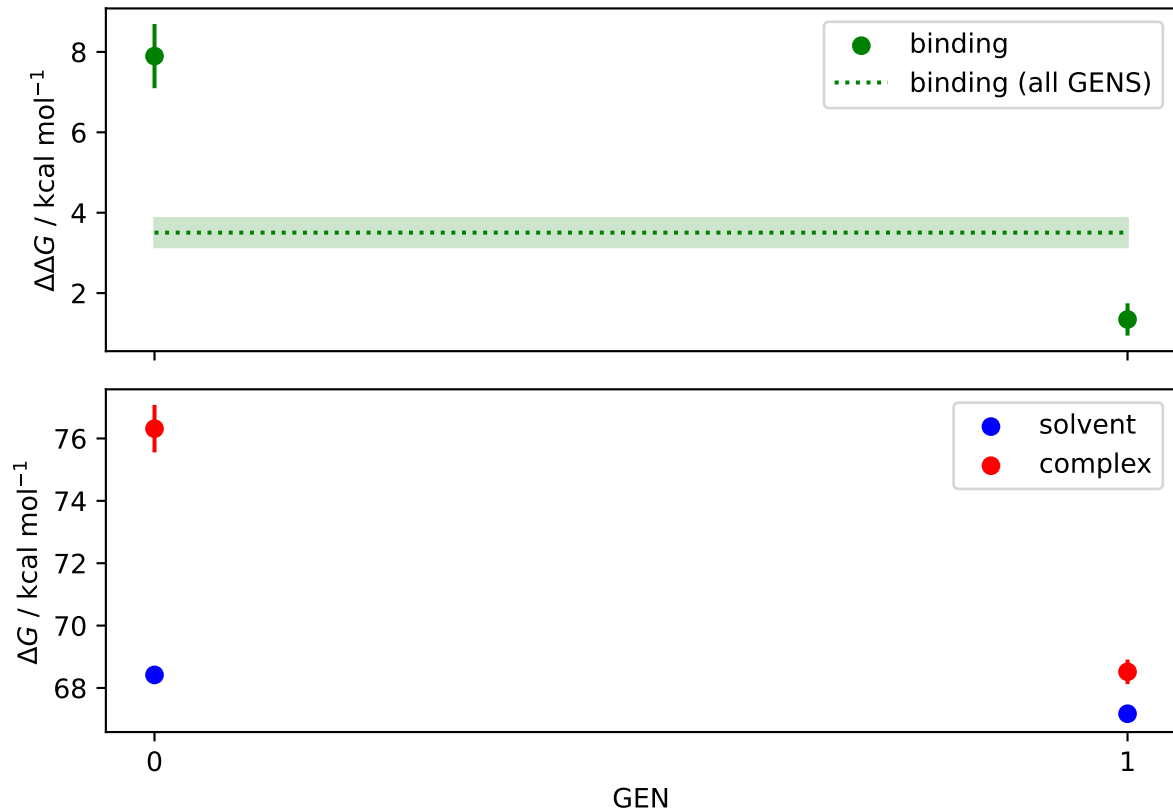 8
6
4
2
ΔΔG / kcal mol⁻¹
binding
binding (all GENS)
76
74
72
70
68
ΔG / kcal mol⁻¹
solvent
complex
0
1
GEN